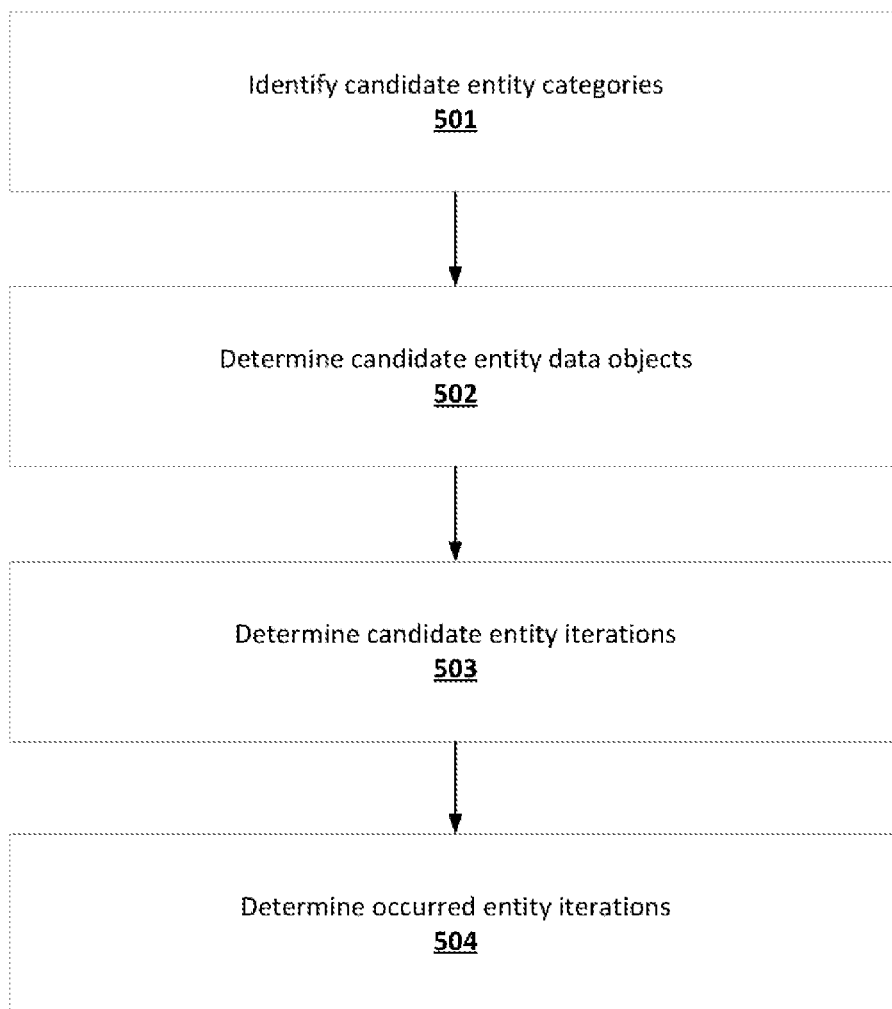 Identify candidate entity categories
501
Determine candidate entity data objects
502
Determine candidate entity iterations
503
Determine occurred entity iterations
504